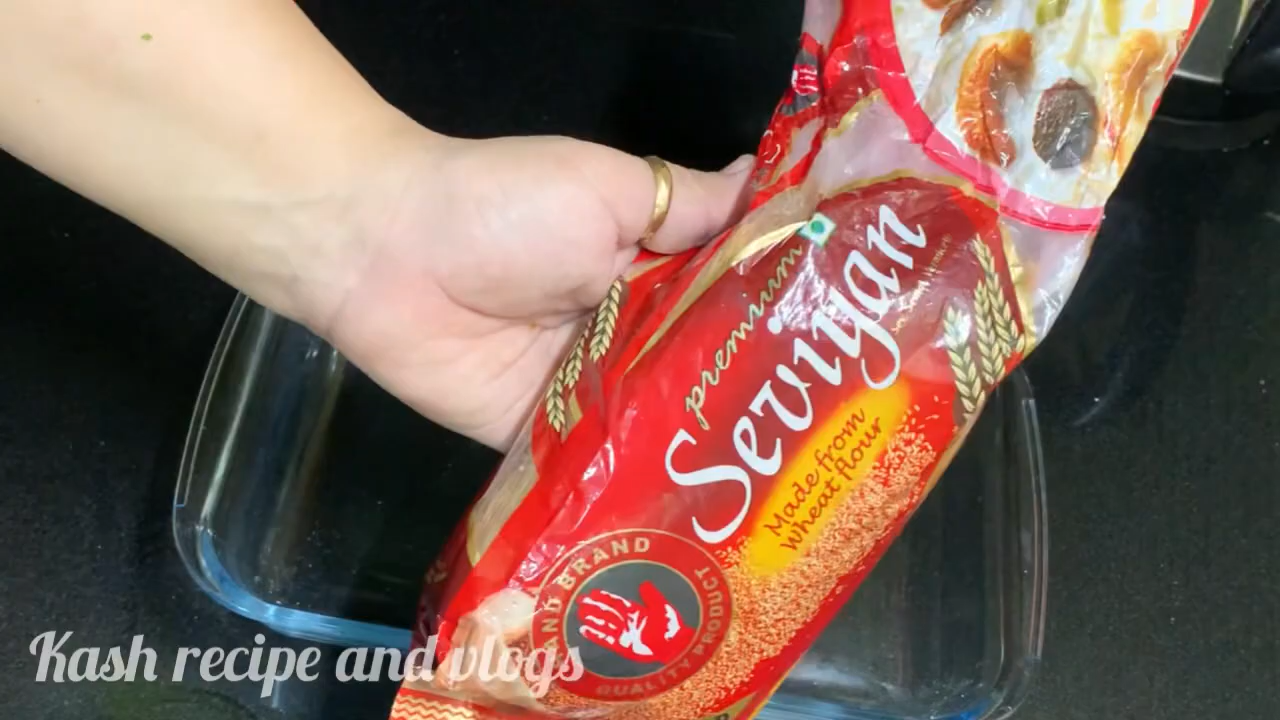 premium
Seviyan
Made from
wheat flour
AND BRAND
QUALITY PRODUCT
Kash recipe and vlogs